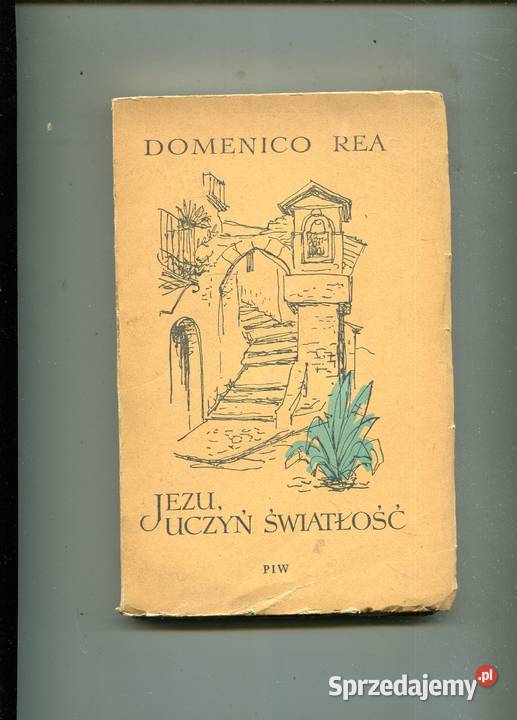 DOMENICO REA
JEZU,
UCZYŃ ŚWIATŁOŚĆ
PIW
Sprzedajemy.pl